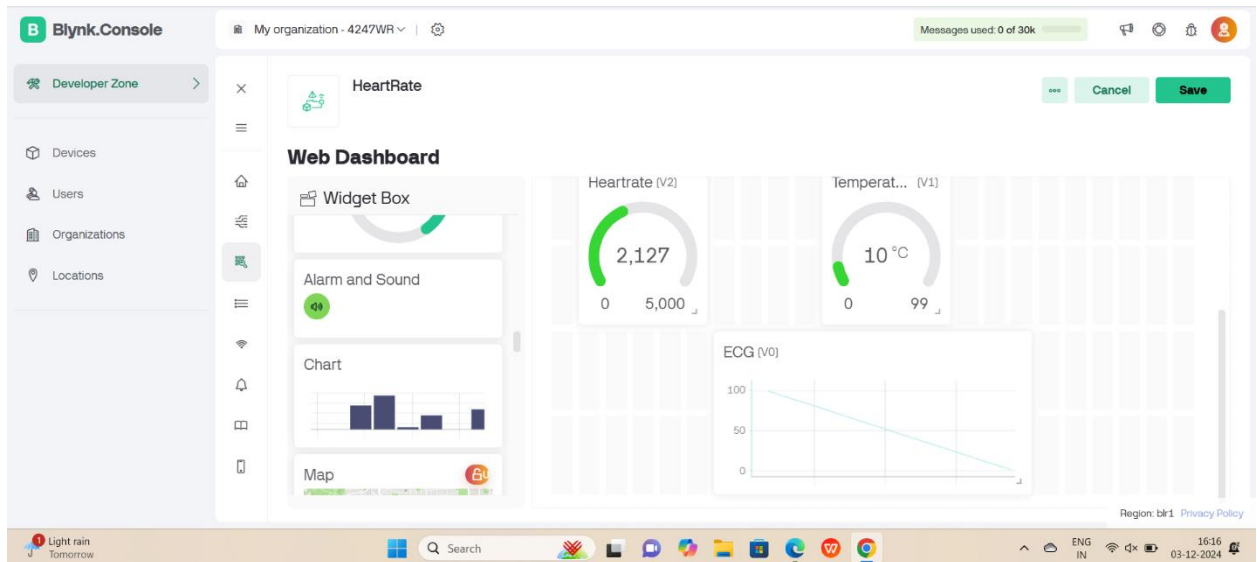 B Blynk.Console
My organization - 4247WR
Messages used: 0 of 30k
Developer Zone
Devices
Users
Organizations
Locations
HeartRate
Cancel
Save
Web Dashboard
Widget Box
Alarm and Sound
Chart
Map
Heartrate (V2)
2,127
0 5,000
Temperat... (V1)
10 °C
0 99
ECG (V0)
100
50
0
Region: blr1 Privacy Policy
1 Light rain
Tomorrow
Search
ENG
IN
16:16
03-12-2024